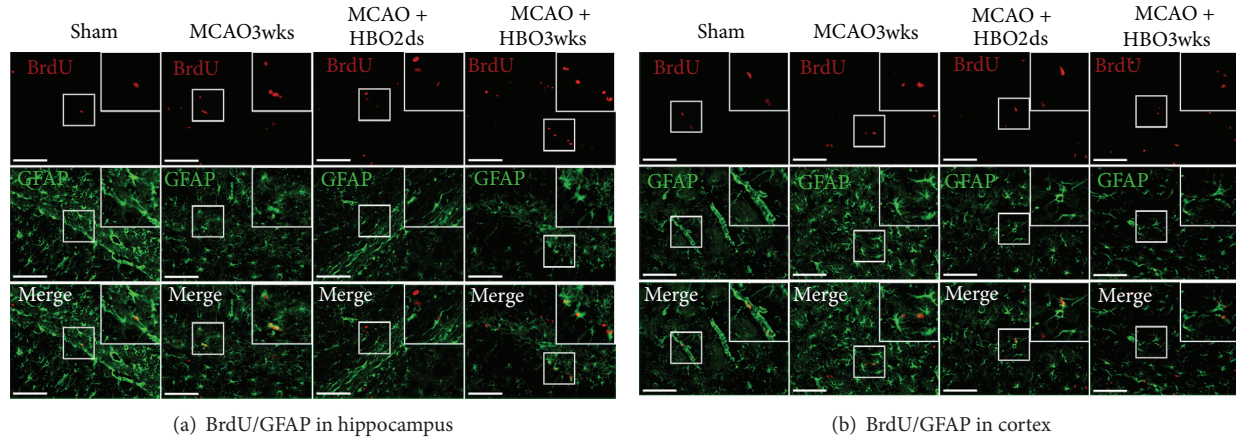 Sham MCAO3wks MCAO + HBO2ds MCAO + HBO3wks
BrdU BrdU BrdU BrdU
GFAP GFAP GFAP GFAP
Merge Merge Merge Merge
(a) BrdU/GFAP in hippocampus
Sham MCAO3wks MCAO + HBO2ds MCAO + HBO3wks
BrdU BrdU BrdU BrdU
GFAP GFAP GFAP GFAP
Merge Merge Merge Merge
(b) BrdU/GFAP in cortex